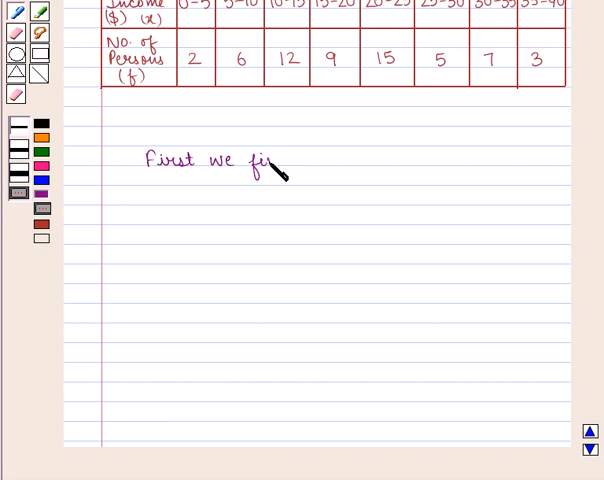 Income 0-5 5-10 10-15 15-20 20-25 25-30 30-35 35-40
($) (x)
No. of
Persons 2 6 12 9 15 5 7 3
(f)
First we fi